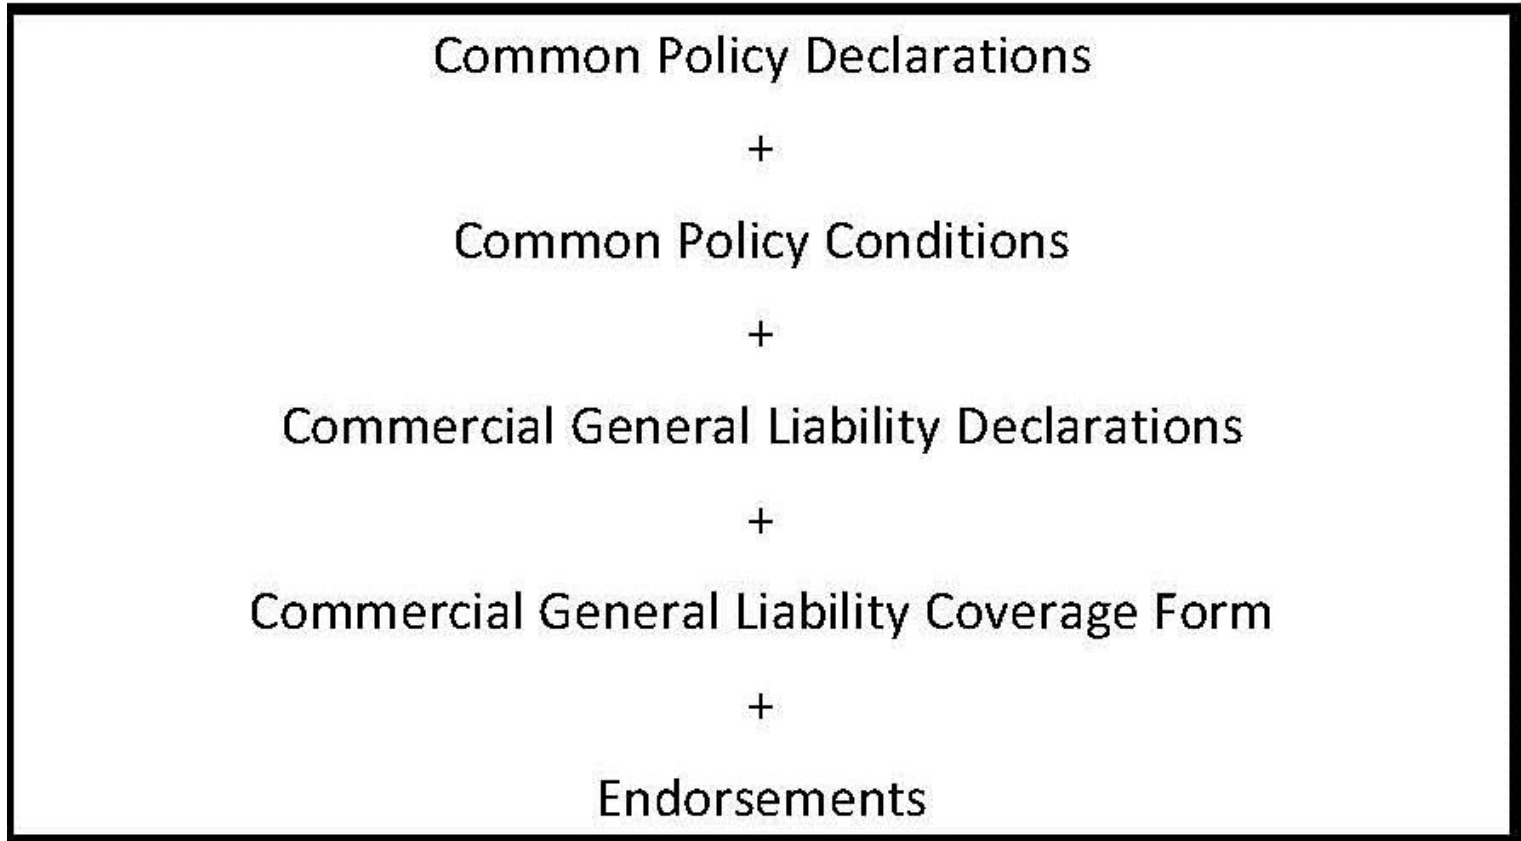 Common Policy Declarations
+
Common Policy Conditions
+
Commercial General Liability Declarations
+
Commercial General Liability Coverage Form
+
Endorsements